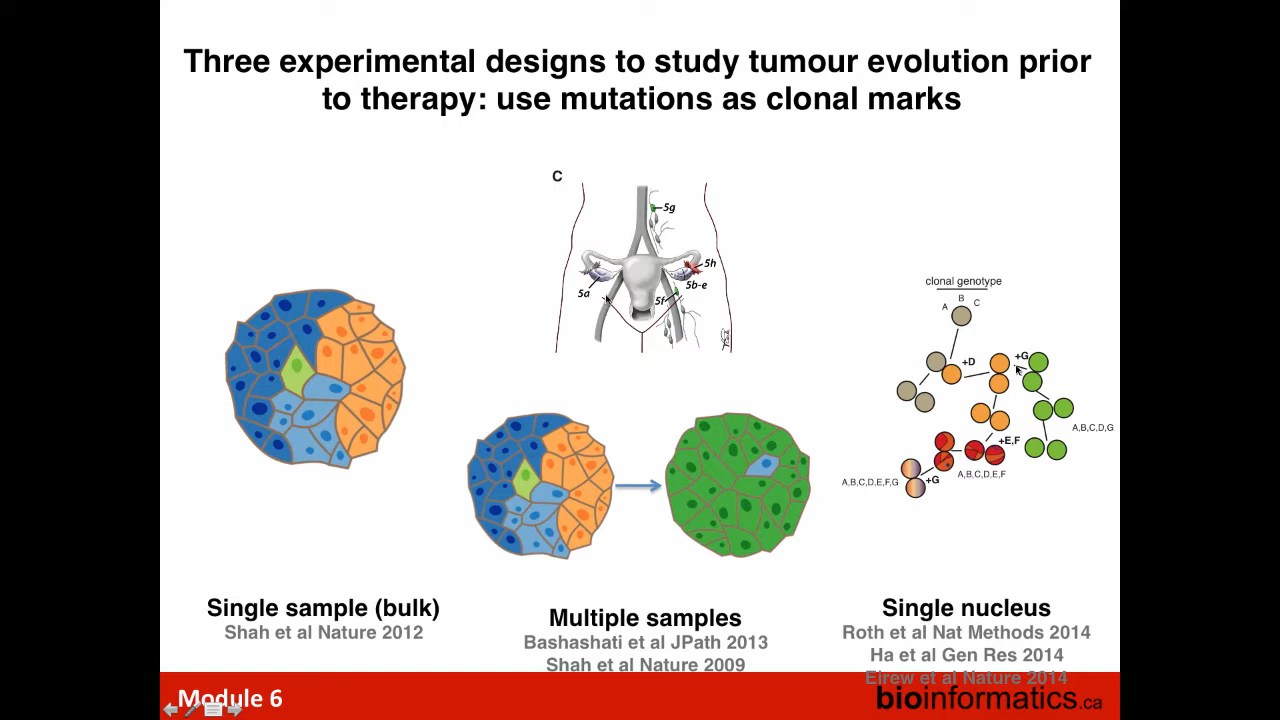 Three experimental designs to study tumour evolution prior
to therapy: use mutations as clonal marks
C
5g
5h
5a
5b-e
5f
clonal genotype
A B C
+D
+G
A,B,C,D,G
+E,F
A,B,C,D,E,F
A,B,C,D,E,F,G
+G
Single sample (bulk)
Shah et al Nature 2012
Multiple samples
Bashashati et al JPath 2013
Shah et al Nature 2009
Single nucleus
Roth et al Nat Methods 2014
Ha et al Gen Res 2014
Eirew et al Nature 2014
Module 6
bioinformatics.ca